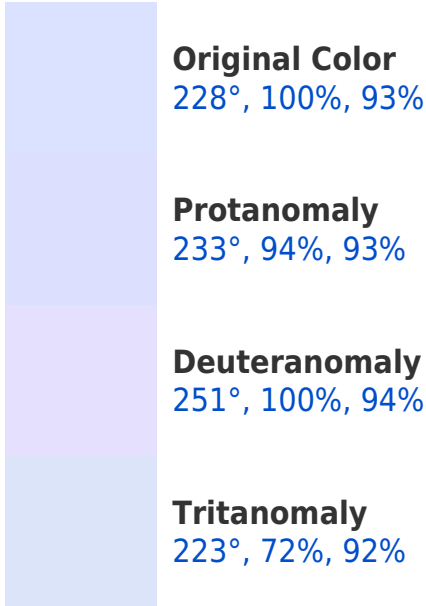 Original Color
228°, 100%, 93%
Protanomaly
233°, 94%, 93%
Deuteranomaly
251°, 100%, 94%
Tritanomaly
223°, 72%, 92%